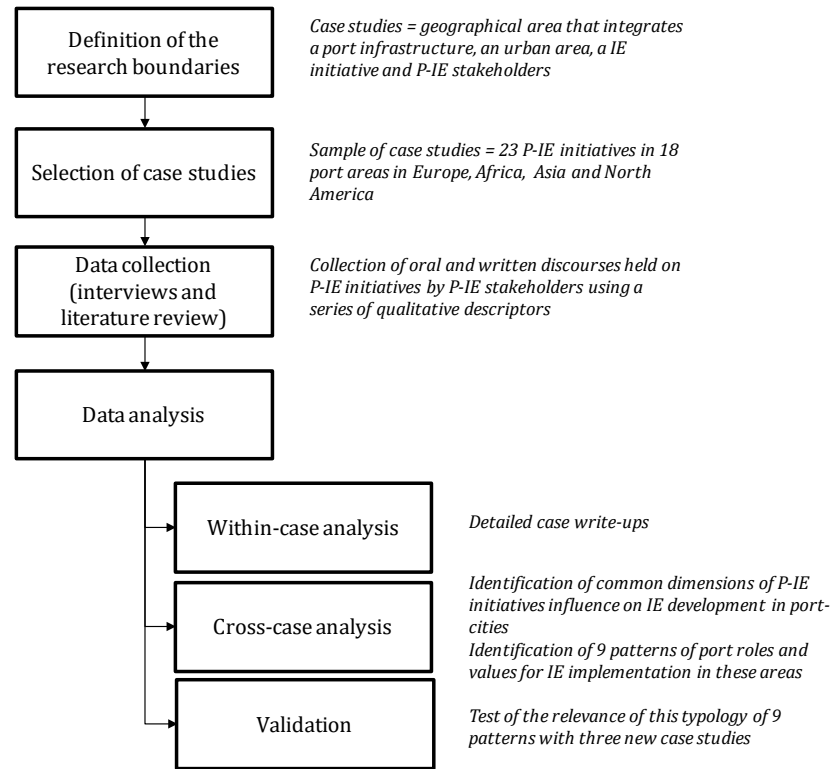 Definition of the
research boundaries
Case studies = geographical area that integrates
a port infrastructure, an urban area, a IE
initiative and P-IE stakeholders
Selection of case studies
Sample of case studies = 23 P-IE initiatives in 18
port areas in Europe, Africa, Asia and North
America
Data collection
(interviews and
literature review)
Collection of oral and written discourses held on
P-IE initiatives by P-IE stakeholders using a
series of qualitative descriptors
Data analysis
Within-case analysis
Detailed case write-ups
Cross-case analysis
Identification of common dimensions of P-IE
initiatives influence on IE development in port-
cities
Identification of 9 patterns of port roles and
values for IE implementation in these areas
Validation
Test of the relevance of this typology of 9
patterns with three new case studies